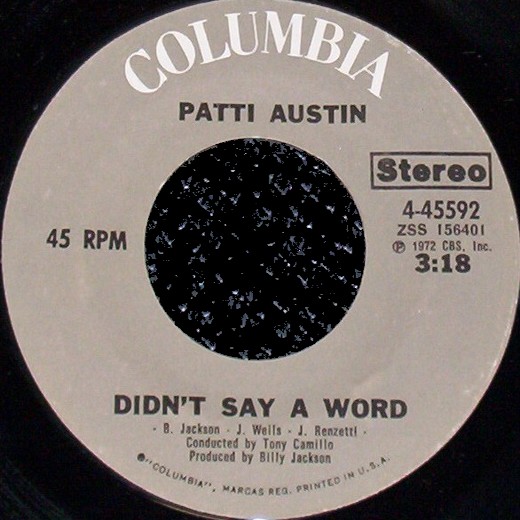 COLUMBIA
PATTI AUSTIN
Stereo
4-45592
ZSS 156401
45 RPM
Ⓟ 1972 CBS, Inc.
3:18
DIDN'T SAY A WORD
- B. Jackson - J. Wells - J. Renzetti -
Conducted by Tony Camillo
Produced by Billy Jackson
"COLUMBIA", MARCAS REG. PRINTED IN U.S.A.